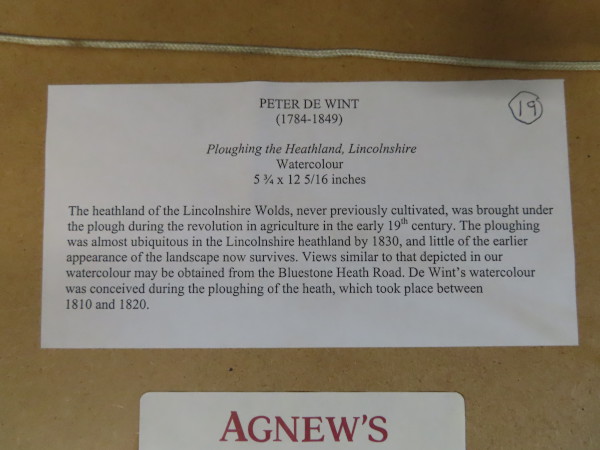 PETER DE WINT
(1784-1849)
19
Ploughing the Heathland, Lincolnshire
Watercolour
5 ¾ x 12 5/16 inches
The heathland of the Lincolnshire Wolds, never previously cultivated, was brought under
the plough during the revolution in agriculture in the early 19th century. The ploughing
was almost ubiquitous in the Lincolnshire heathland by 1830, and little of the earlier
appearance of the landscape now survives. Views similar to that depicted in our
watercolour may be obtained from the Bluestone Heath Road. De Wint's watercolour
was conceived during the ploughing of the heath, which took place between
1810 and 1820.
AGNEW'S